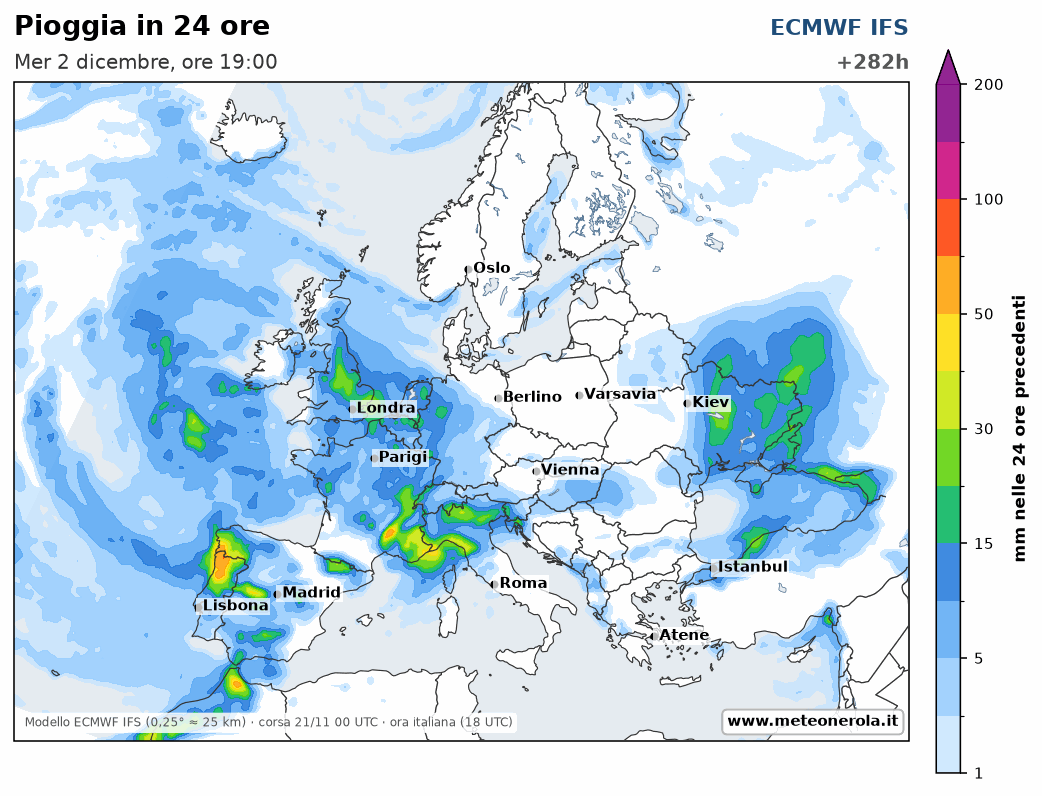 Pioggia in 24 ore
ECMWF IFS
Mer 2 dicembre, ore 19:00
+282h
200
100
50
30
15
5
1
mm nelle 24 ore precedenti
Oslo
Berlino
Varsavia
Kiev
Londra
Parigi
Vienna
Istanbul
Roma
Madrid
Lisbona
Atene
Modello ECMWF IFS (0,25° ≈ 25 km) · corsa 21/11 00 UTC · ora italiana (18 UTC)
www.meteonerola.it